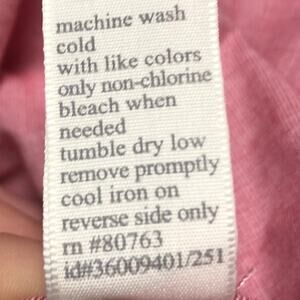 machine wash
cold
with like colors
only non-chlorine
bleach when
needed
tumble dry low
remove promptly
cool iron on
reverse side only
rn #80763
id#36009401/251